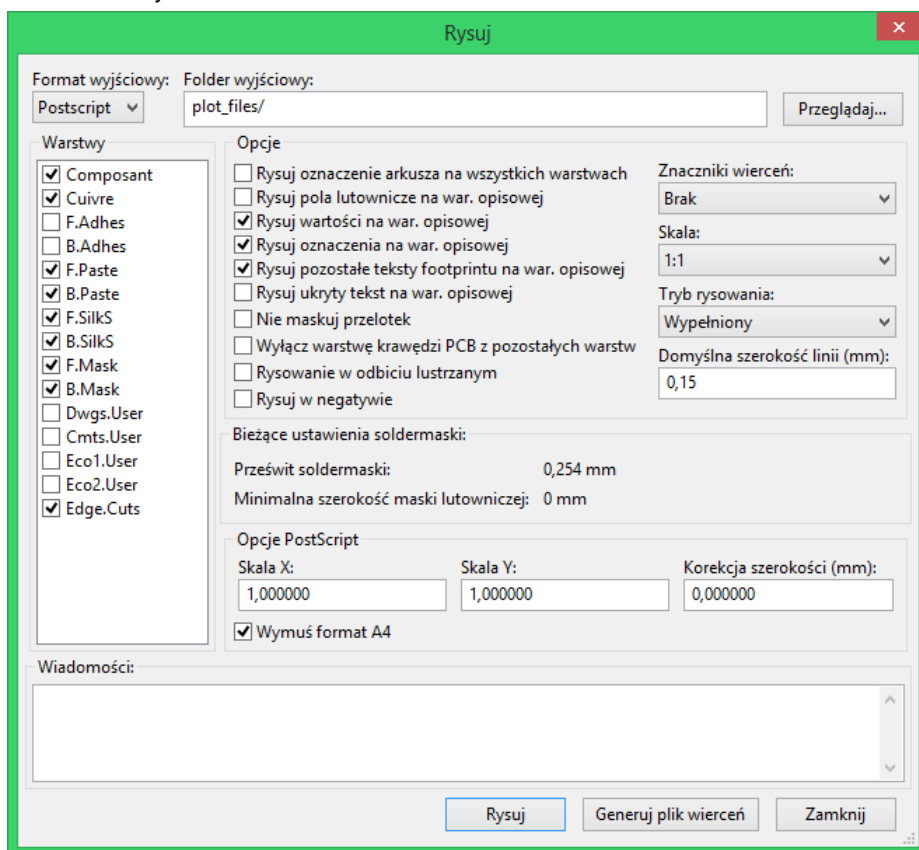 Rysuj
Format wyjściowy:
Folder wyjściowy:
Postscript
plot_files/
Przeglądaj...
Warstwy
Composant
Cuivre
F.Adhes
B.Adhes
F.Paste
B.Paste
F.SilkS
B.SilkS
F.Mask
B.Mask
Dwgs.User
Cmts.User
Eco1.User
Eco2.User
Edge.Cuts
Opcje
Rysuj oznaczenie arkusza na wszystkich warstwach
Rysuj pola lutownicze na war. opisowej
Rysuj wartości na war. opisowej
Rysuj oznaczenia na war. opisowej
Rysuj pozostałe teksty footprintu na war. opisowej
Rysuj ukryty tekst na war. opisowej
Nie maskuj przelotek
Wyłącz warstwę krawędzi PCB z pozostałych warstw
Rysowanie w odbiciu lustrzanym
Rysuj w negatywie
Znaczniki wierceń:
Brak
Skala:
1:1
Tryb rysowania:
Wypełniony
Domyślna szerokość linii (mm):
0,15
Bieżące ustawienia soldermaski:
Prześwit soldermaski: 0,254 mm
Minimalna szerokość maski lutowniczej: 0 mm
Opcje PostScript
Skala X:
1,000000
Skala Y:
1,000000
Korekcja szerokości (mm):
0,000000
Wymuś format A4
Wiadomości:
Rysuj
Generuj plik wierceń
Zamknij